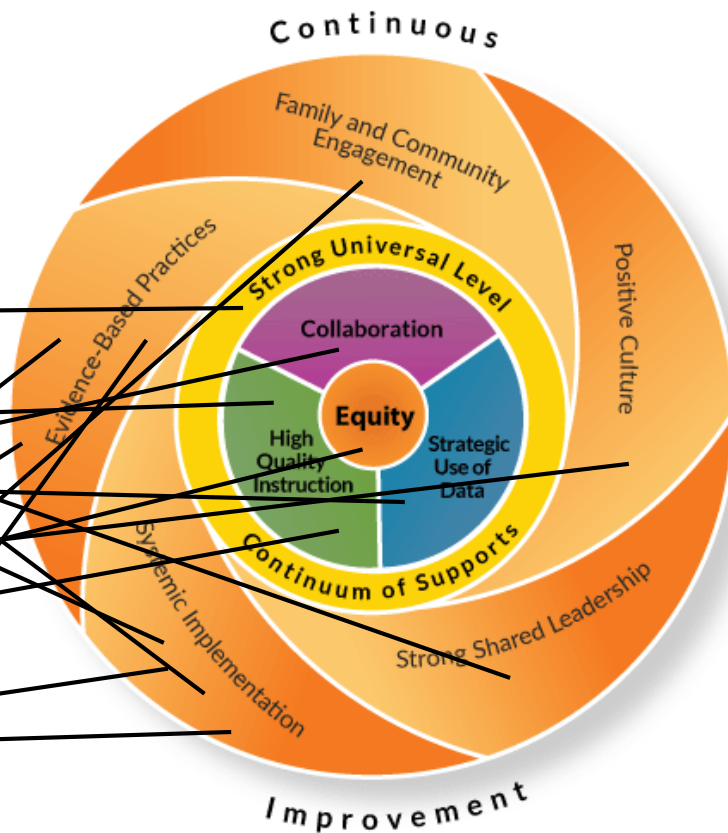 Continuous
Family and Community
Engagement
Positive Culture
Evidence-Based Practices
Strong Universal Level
Collaboration
Equity
High
Quality
Instruction
Strategic
Use of
Data
Continuum of Supports
Systemic Implementation
Strong Shared Leadership
Improvement